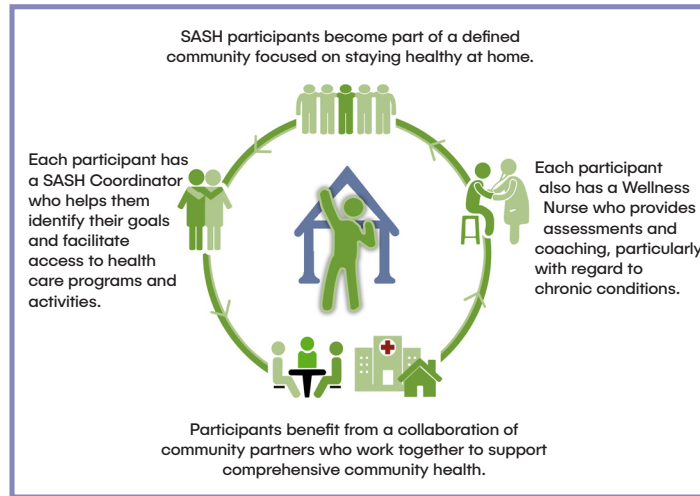 SASH participants become part of a defined
community focused on staying healthy at home.
Each participant has
a SASH Coordinator
who helps them
identify their goals
and facilitate
access to health
care programs and
activities.
Each participant
also has a Wellness
Nurse who provides
assessments and
coaching, particularly
with regard to
chronic conditions.
Participants benefit from a collaboration of
community partners who work together to support
comprehensive community health.